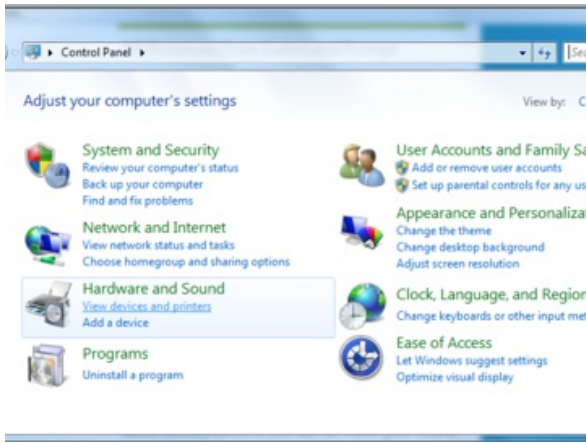 Control Panel
Adjust your computer's settings
View by:
System and Security
Review your computer's status
Back up your computer
Find and fix problems
Network and Internet
View network status and tasks
Choose homegroup and sharing options
Hardware and Sound
View devices and printers
Add a device
Programs
Uninstall a program
User Accounts and Family Sa
Add or remove user accounts
Set up parental controls for any us
Appearance and Personaliza
Change the theme
Change desktop background
Adjust screen resolution
Clock, Language, and Region
Change keyboards or other input met
Ease of Access
Let Windows suggest settings
Optimize visual display